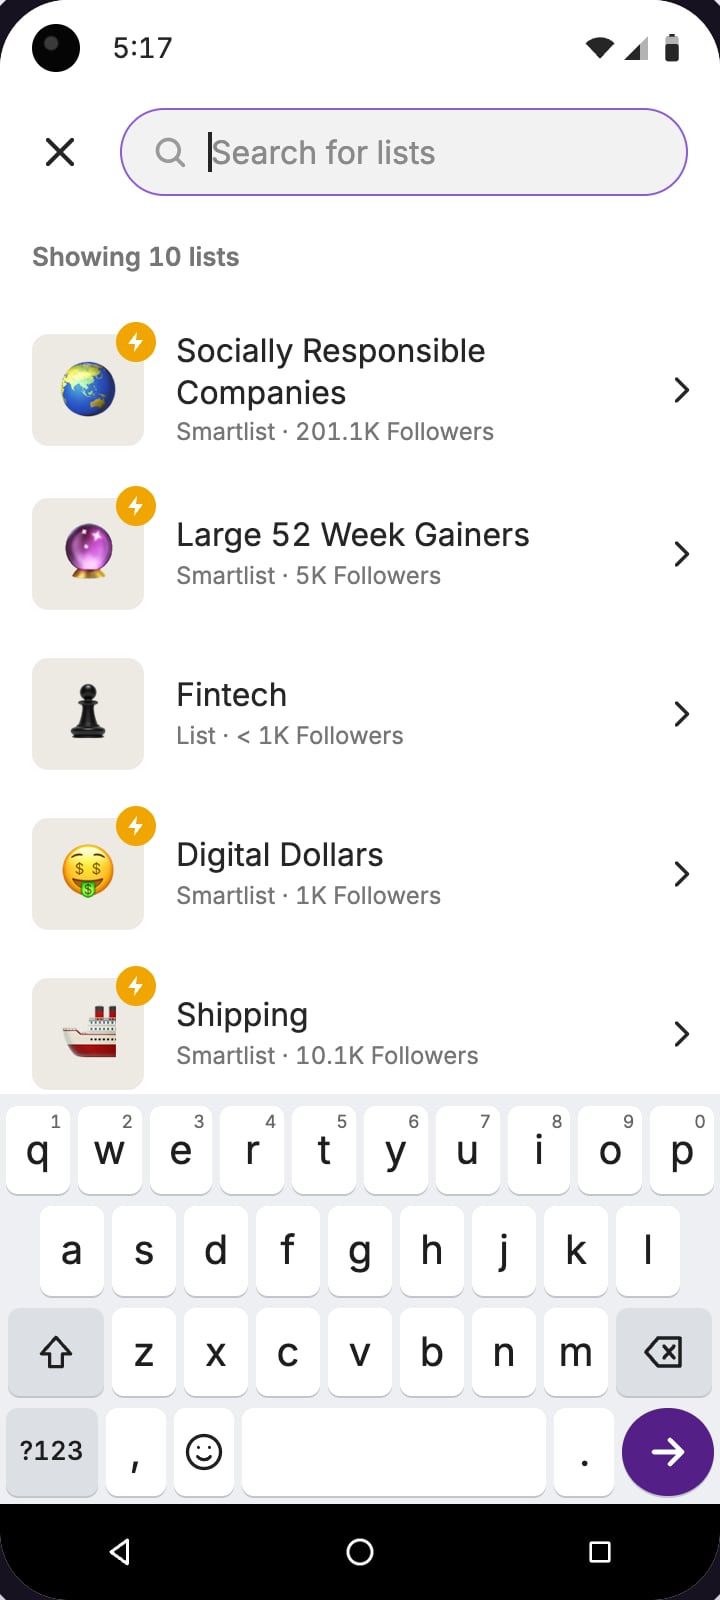 5:17
Search for lists
Showing 10 lists
Socially Responsible
Companies
Smartlist · 201.1K Followers
Large 52 Week Gainers
Smartlist · 5K Followers
Fintech
List · < 1K Followers
$ $
$
Digital Dollars
Smartlist · 1K Followers
Shipping
Smartlist · 10.1K Followers
1 2 3 4 5 6 7 8 9 0
q w e r t y u i o p
a s d f g h j k l
z x c v b n m
?123 , .